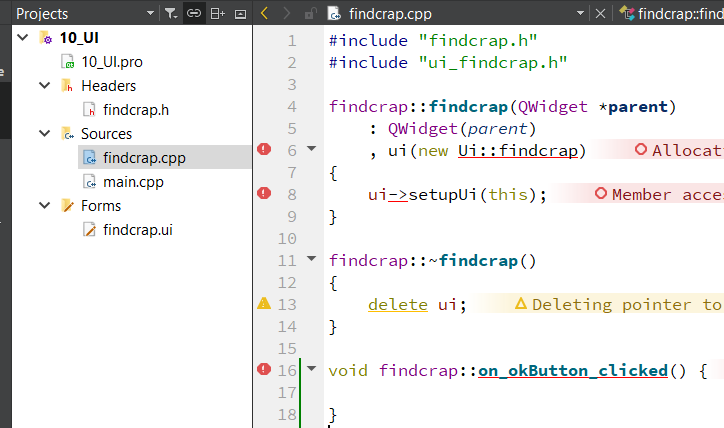 Projects
10_UI
10_UI.pro
Headers
findcrap.h
Sources
findcrap.cpp
main.cpp
Forms
findcrap.ui
findcrap.cpp
findcrap::find
1 #include "findcrap.h"
2 #include "ui_findcrap.h"
3
4 findcrap::findcrap(QWidget *parent)
5 : QWidget(parent)
6 , ui(new Ui::findcrap) Allocat
7 {
8 ui->setupUi(this); Member acce
9 }
10
11 findcrap::~findcrap()
12 {
13 delete ui; Deleting pointer to
14 }
15
16 void findcrap::on_okButton_clicked() {
17
18 }